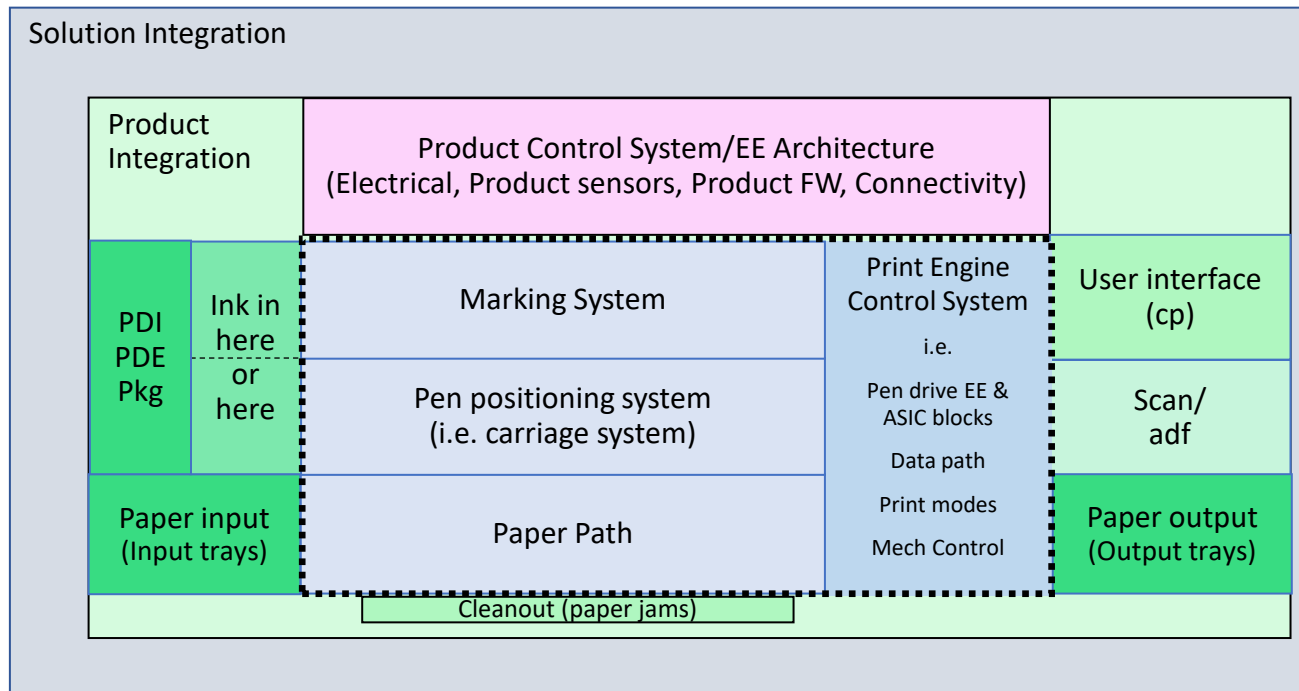 Solution Integration
Product
Integration
Product Control System/EE Architecture
(Electrical, Product sensors, Product FW, Connectivity)
PDI
PDE
Pkg
Ink in
here
or
here
Marking System
Pen positioning system
(i.e. carriage system)
Print Engine
Control System
i.e.
Pen drive EE &
ASIC blocks
Data path
Print modes
Mech Control
User interface
(cp)
Scan/
adf
Paper input
(Input trays)
Paper Path
Paper output
(Output trays)
Cleanout (paper jams)